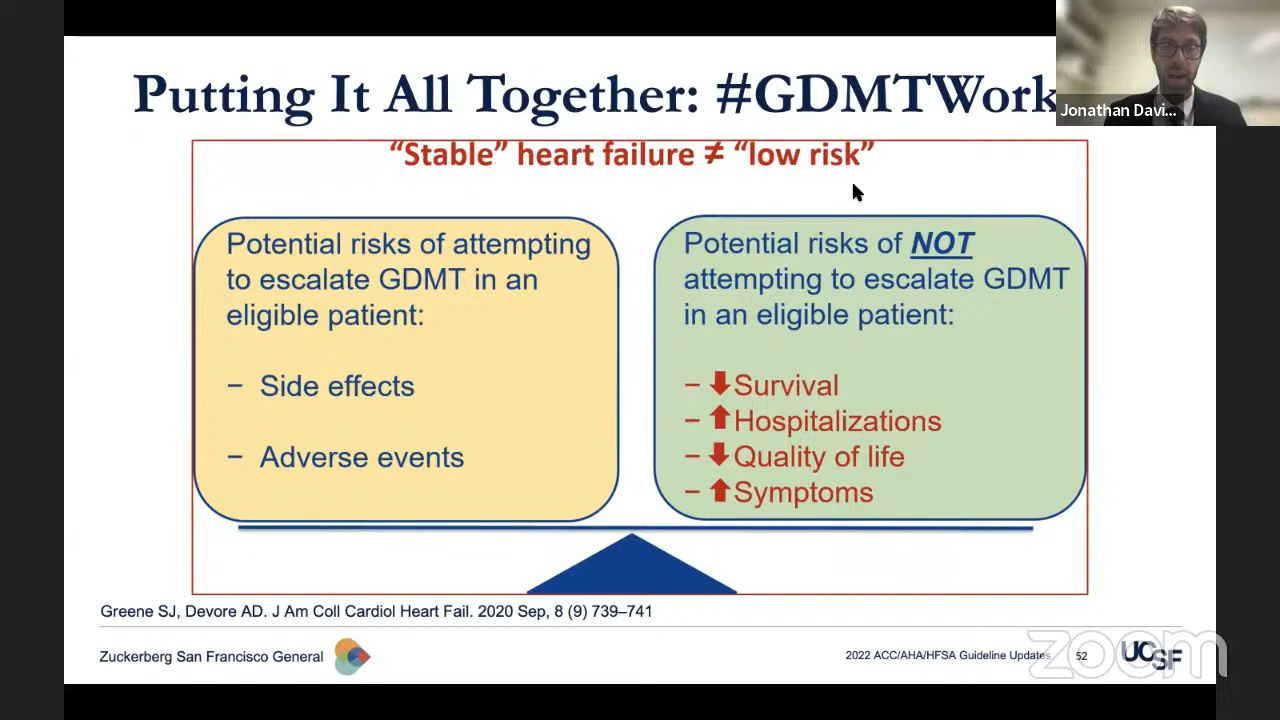 Putting It All Together: #GDMTWork
Jonathan Davi...
“Stable” heart failure ≠ “low risk”
Potential risks of attempting
to escalate GDMT in an
eligible patient:
− Side effects
− Adverse events
Potential risks of NOT
attempting to escalate GDMT
in an eligible patient:
− ⬇Survival
− ⬆Hospitalizations
− ⬇Quality of life
− ⬆Symptoms
Greene SJ, Devore AD. J Am Coll Cardiol Heart Fail. 2020 Sep, 8 (9) 739–741
Zuckerberg San Francisco General
2022 ACC/AHA/HFSA Guideline Updates
52
UCSF
zoom